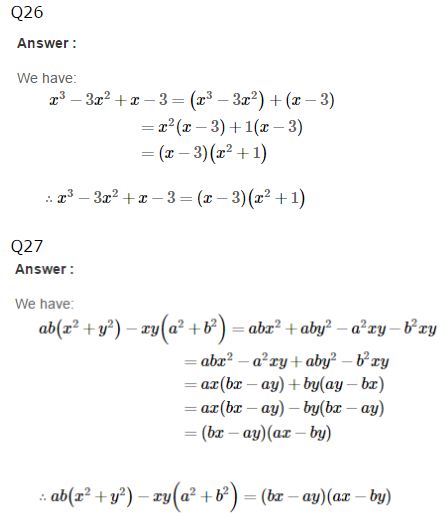 Q26
Answer :
We have:
x³ − 3x² + x − 3 = (x³ − 3x²) + (x − 3)
= x²(x − 3) + 1(x − 3)
= (x − 3)(x² + 1)
∴ x³ − 3x² + x − 3 = (x − 3)(x² + 1)
Q27
Answer :
We have:
ab(x² + y²) − xy(a² + b²) = abx² + aby² − a²xy − b²xy
= abx² − a²xy + aby² − b²xy
= ax(bx − ay) + by(ay − bx)
= ax(bx − ay) − by(bx − ay)
= (bx − ay)(ax − by)
∴ ab(x² + y²) − xy(a² + b²) = (bx − ay)(ax − by)